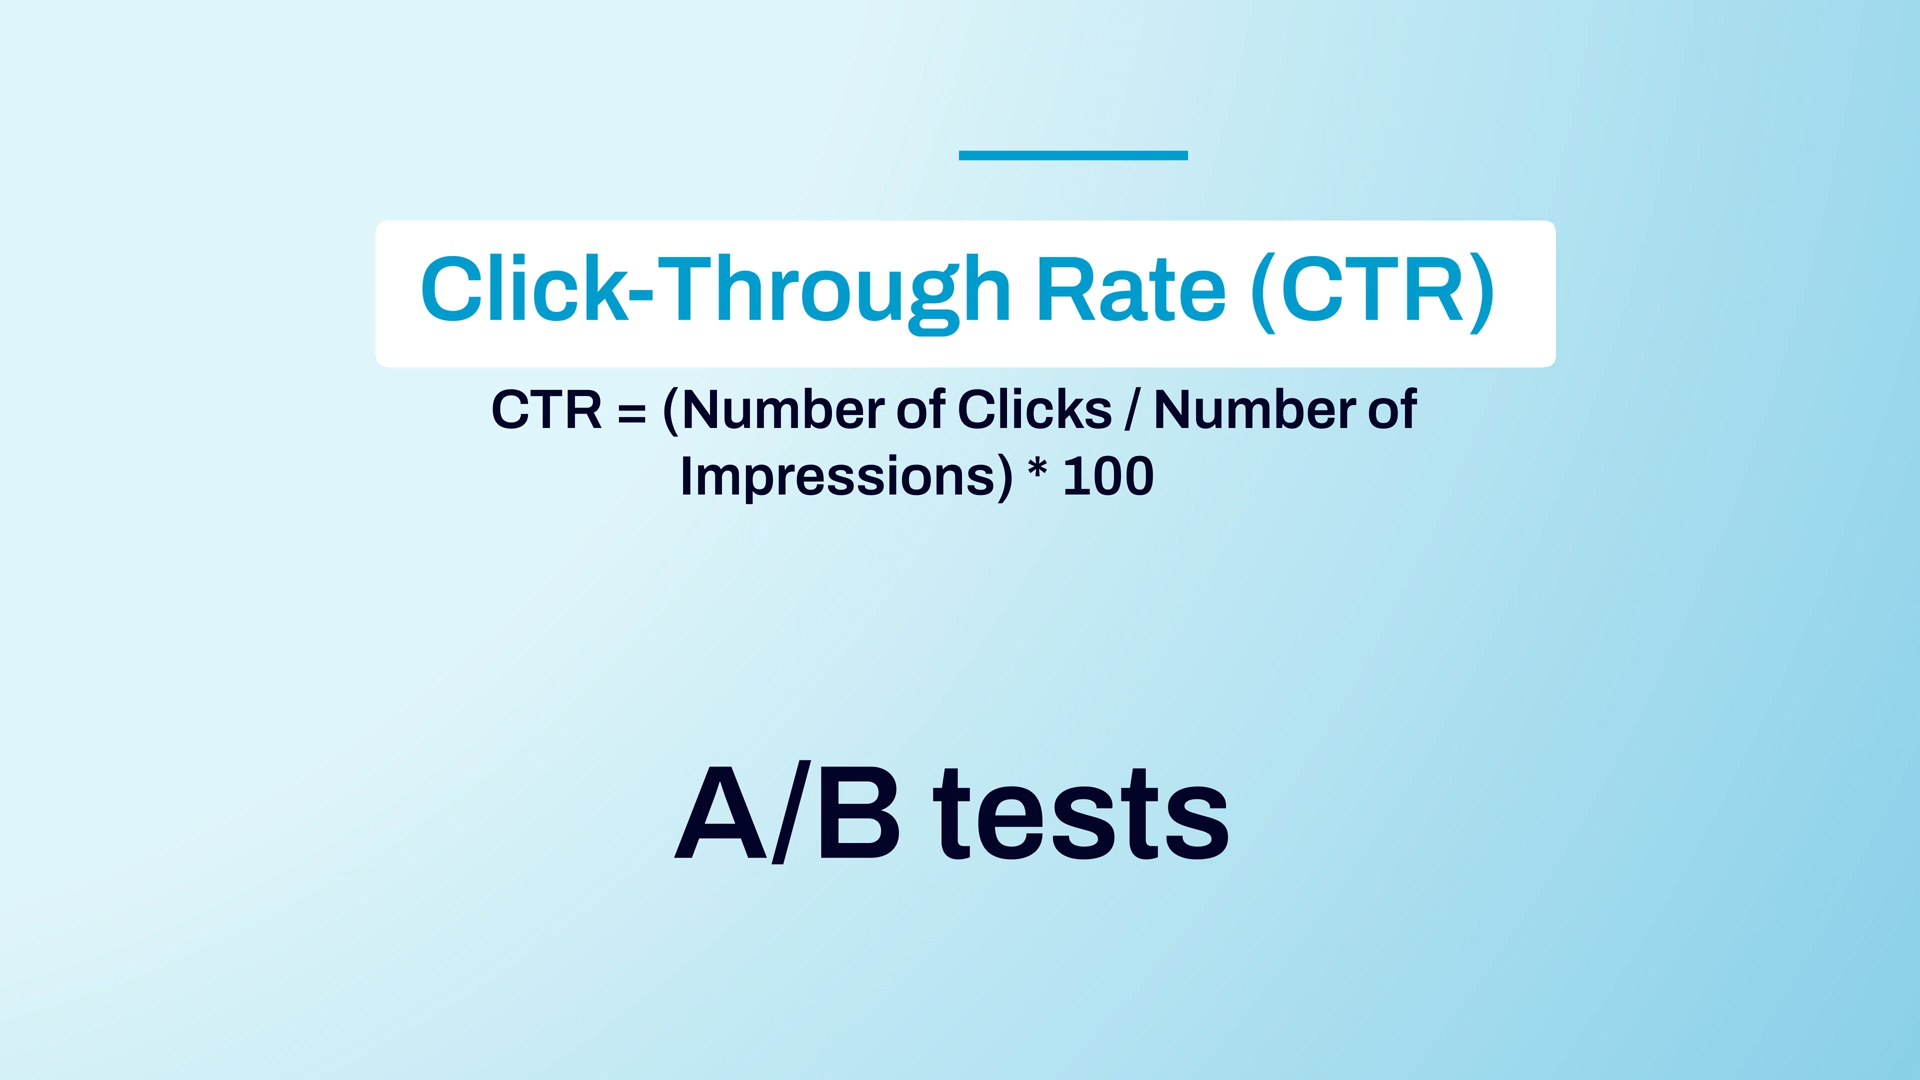 Click-Through Rate (CTR)
CTR = (Number of Clicks / Number of
Impressions) * 100
A/B tests